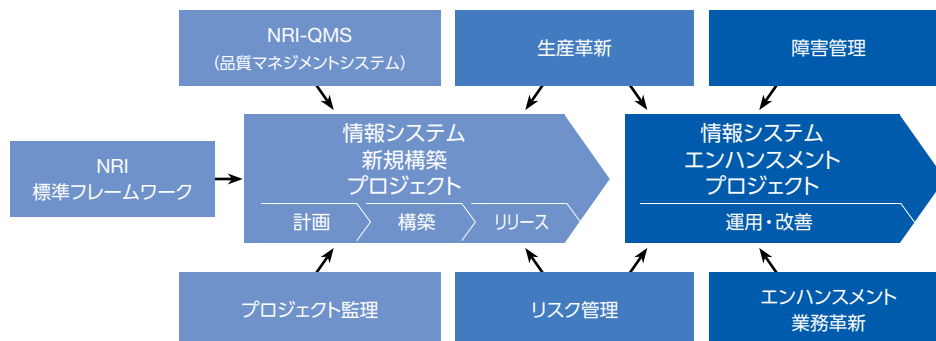 NRI-QMS
（品質マネジメントシステム）
生産革新
障害管理
NRI
標準フレームワーク
情報システム
新規構築
プロジェクト
計画
構築
リリース
情報システム
エンハンスメント
プロジェクト
運用・改善
プロジェクト監理
リスク管理
エンハンスメント
業務革新